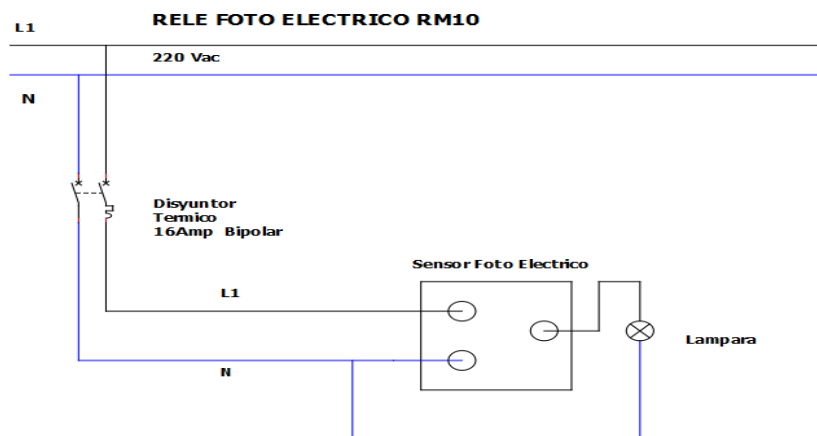 RELE FOTO ELECTRICO RM10
L1
220 Vac
N
Disyuntor
Termico
16Amp Bipolar
Sensor Foto Electrico
L1
Lampara
N